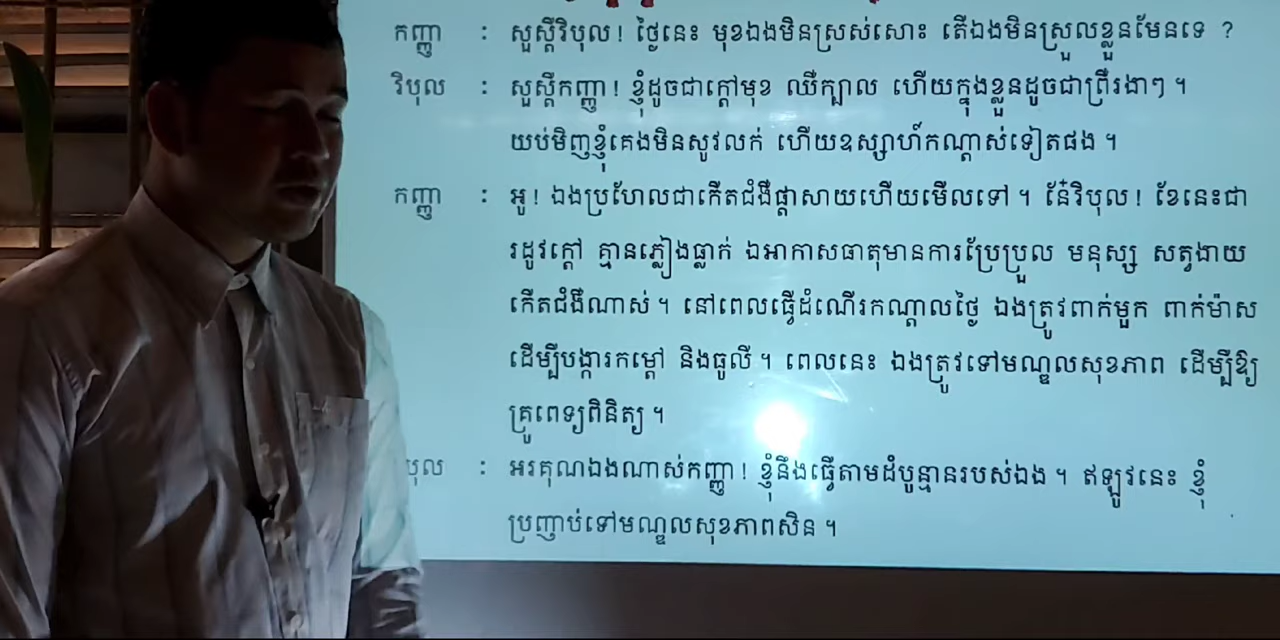 កញ្ញា : សួស្តីវិបុល! ថ្ងៃនេះ មុខឯងមិនស្រស់សោះ តើឯងមិនស្រួលខ្លួនមែនទេ ?
វិបុល : សួស្តីកញ្ញា! ខ្ញុំដូចជាក្តៅមុខ ឈឺក្បាល ហើយក្នុងខ្លួនដូចជាព្រឺរងាៗ ។
យប់មិញខ្ញុំគេងមិនសូវលក់ ហើយឧស្សាហ៍កណ្តាស់ទៀតផង ។
កញ្ញា : អូ! ឯងប្រហែលជាកើតជំងឺផ្តាសាយហើយមើលទៅ ។ នែ៎វិបុល! ខែនេះជា
រដូវក្តៅ គ្មានភ្លៀងធ្លាក់ ឯអាកាសធាតុមានការប្រែប្រួល មនុស្ស សត្វងាយ
កើតជំងឺណាស់ ។ នៅពេលធ្វើដំណើរកណ្តាលថ្ងៃ ឯងត្រូវពាក់មួក ពាក់ម៉ាស
ដើម្បីបង្ការកម្តៅ និងធូលី ។ ពេលនេះ ឯងត្រូវទៅមណ្ឌលសុខភាព ដើម្បីឱ្យ
គ្រូពេទ្យពិនិត្យ ។
បុល : អរគុណឯងណាស់កញ្ញា! ខ្ញុំនឹងធ្វើតាមដំបូន្មានរបស់ឯង ។ ឥឡូវនេះ ខ្ញុំ
ប្រញាប់ទៅមណ្ឌលសុខភាពសិន ។